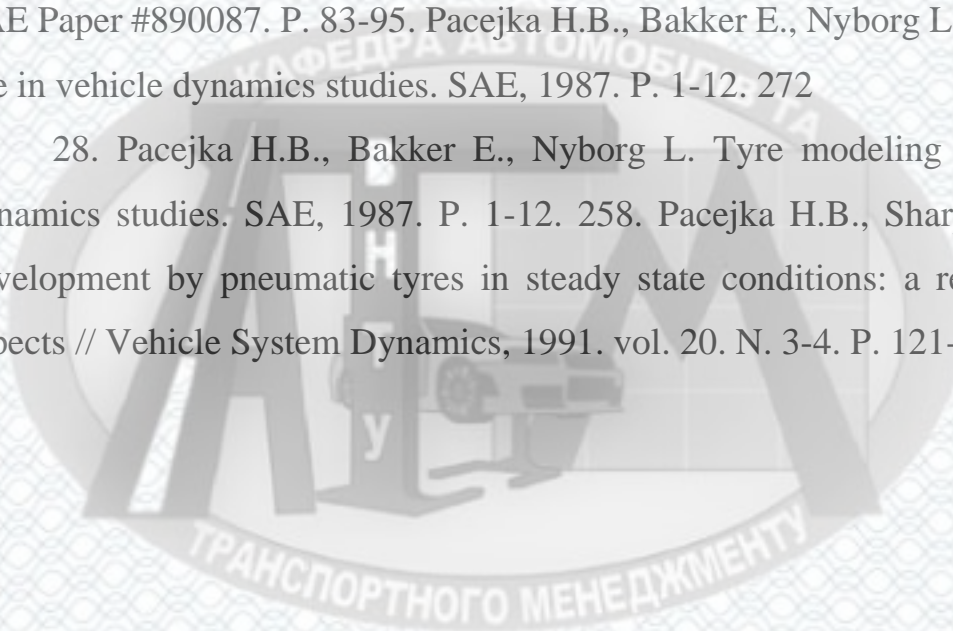 AE Paper #890087. P. 83-95. Pacejka H.B., Bakker E., Nyborg L
e in vehicle dynamics studies. SAE, 1987. P. 1-12. 272
28. Pacejka H.B., Bakker E., Nyborg L. Tyre modeling
namics studies. SAE, 1987. P. 1-12. 258. Pacejka H.B., Shar
velopment by pneumatic tyres in steady state conditions: a re
pects // Vehicle System Dynamics, 1991. vol. 20. N. 3-4. P. 121-
КАФЕДРА
ТА
АТМ
ВНТУ
ТРАНСПОРТНОГО МЕНЕДЖМЕНТУ